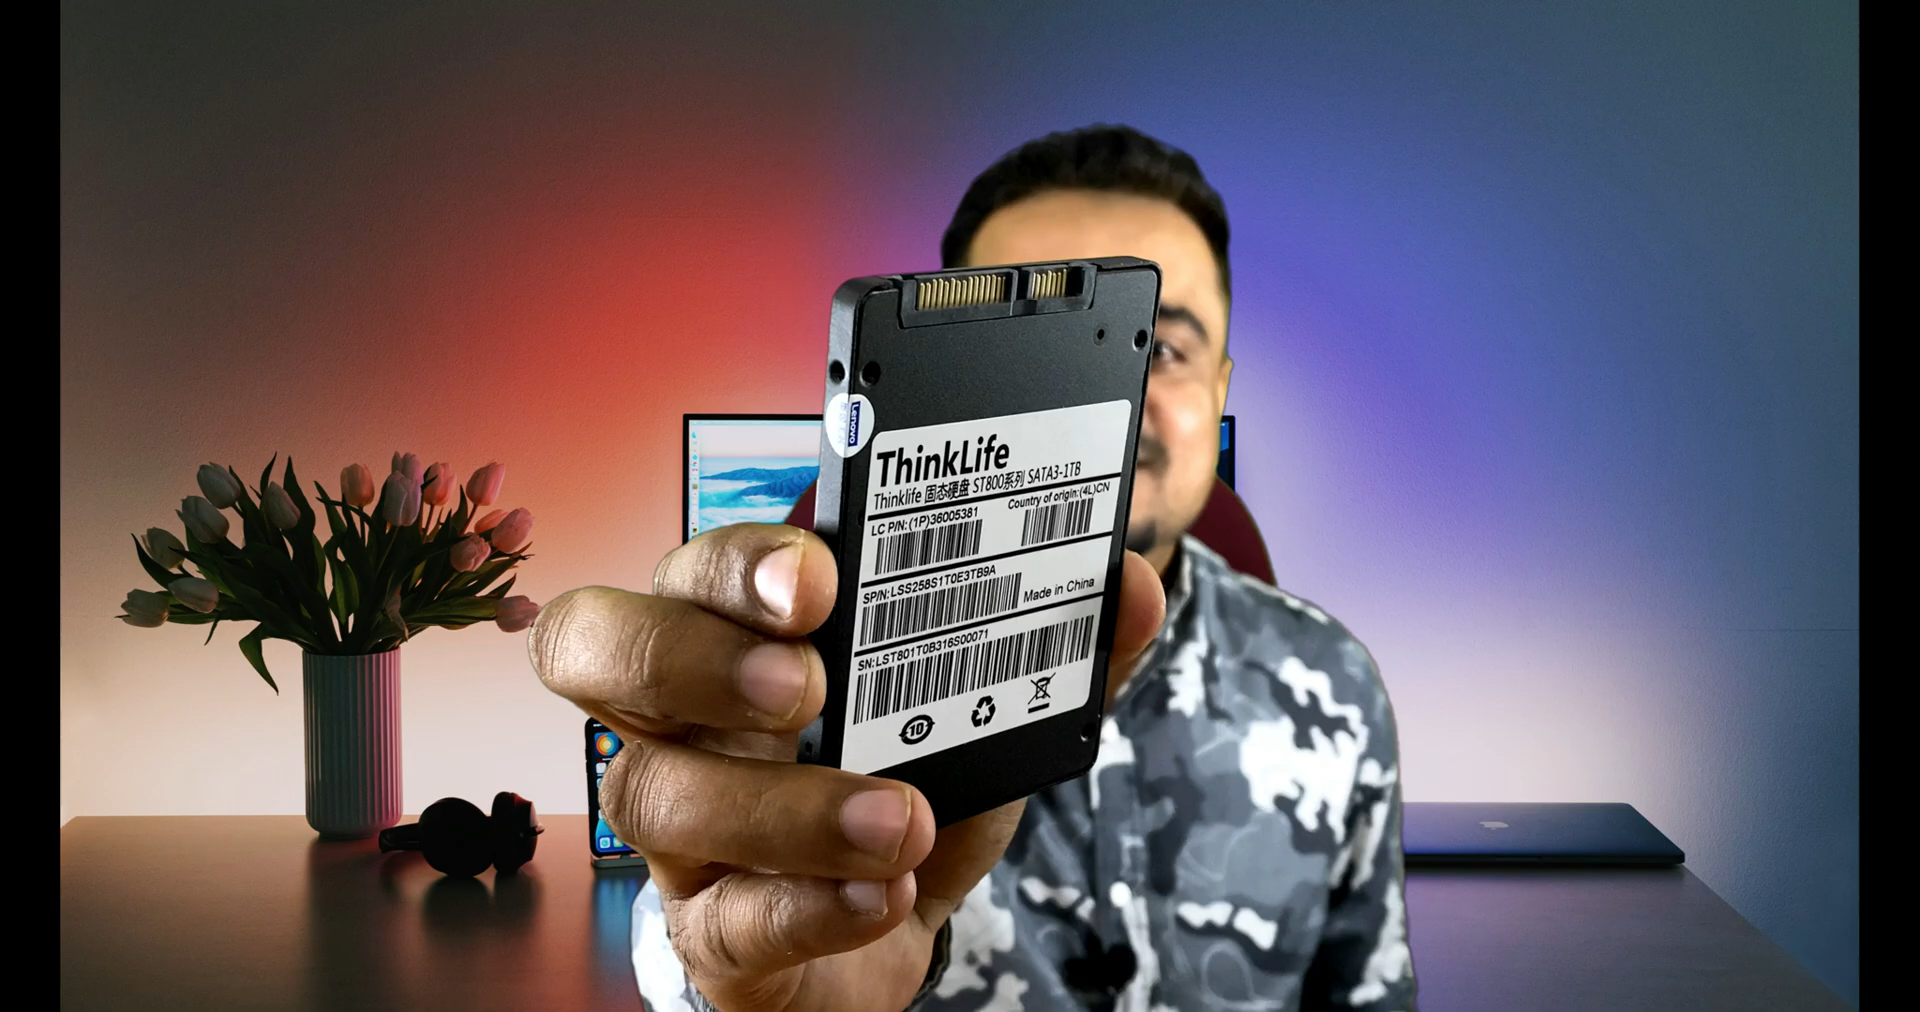 Lenovo
ThinkLife
Thinklife 固态硬盘 ST800系列 SATA3-1TB
LC P/N: (1P)36005381
Country of origin:(4L)CN
SP/N: LSS258S1T0E3TB9A
Made in China
SN: LST801T0B316S00071
10